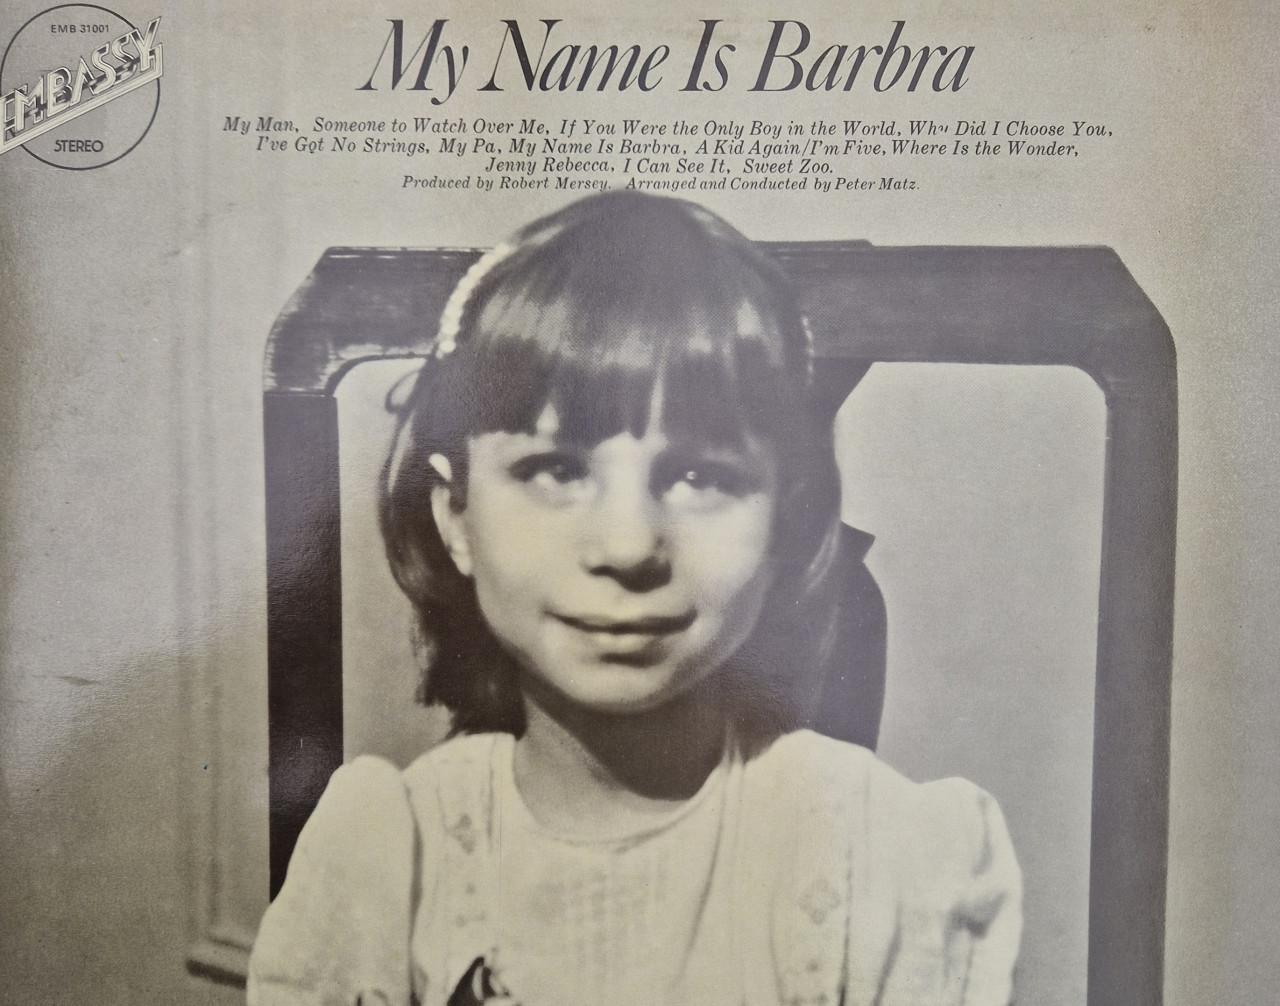 EMB 31001
EMBASSY
STEREO
My Name Is Barbra
My Man, Someone to Watch Over Me, If You Were the Only Boy in the World, Why Did I Choose You,
I've Got No Strings, My Pa, My Name Is Barbra, A Kid Again/I'm Five, Where Is the Wonder,
Jenny Rebecca, I Can See It, Sweet Zoo.
Produced by Robert Mersey. Arranged and Conducted by Peter Matz.